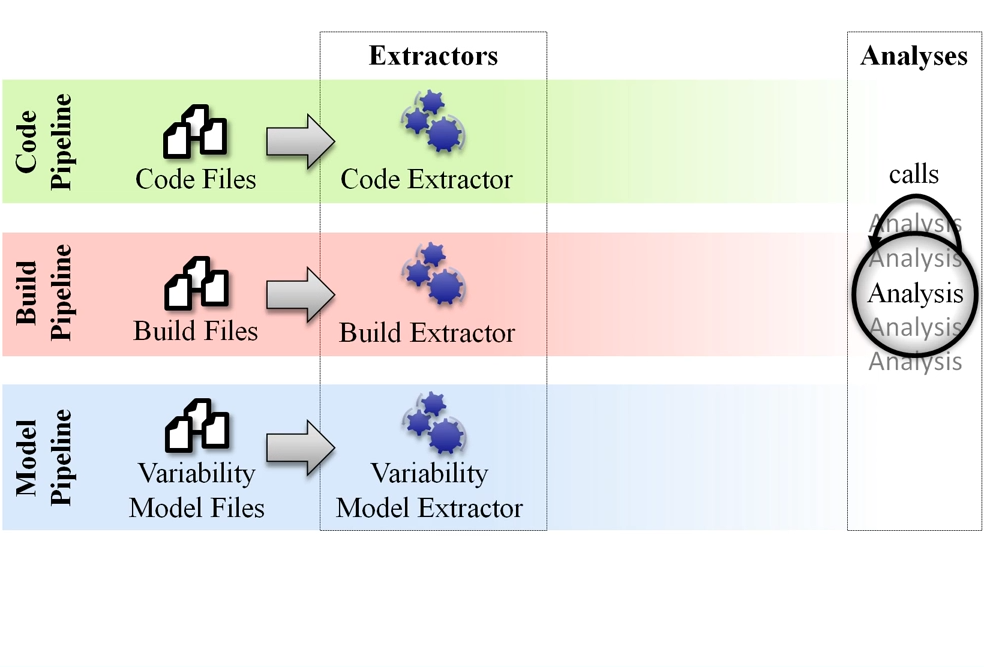 Extractors
Analyses
Code
Pipeline
Code Files
Code Extractor
calls
Analysis
Build
Pipeline
Build Files
Build Extractor
Analysis
Analysis
Analysis
Analysis
Model
Pipeline
Variability
Model Files
Variability
Model Extractor